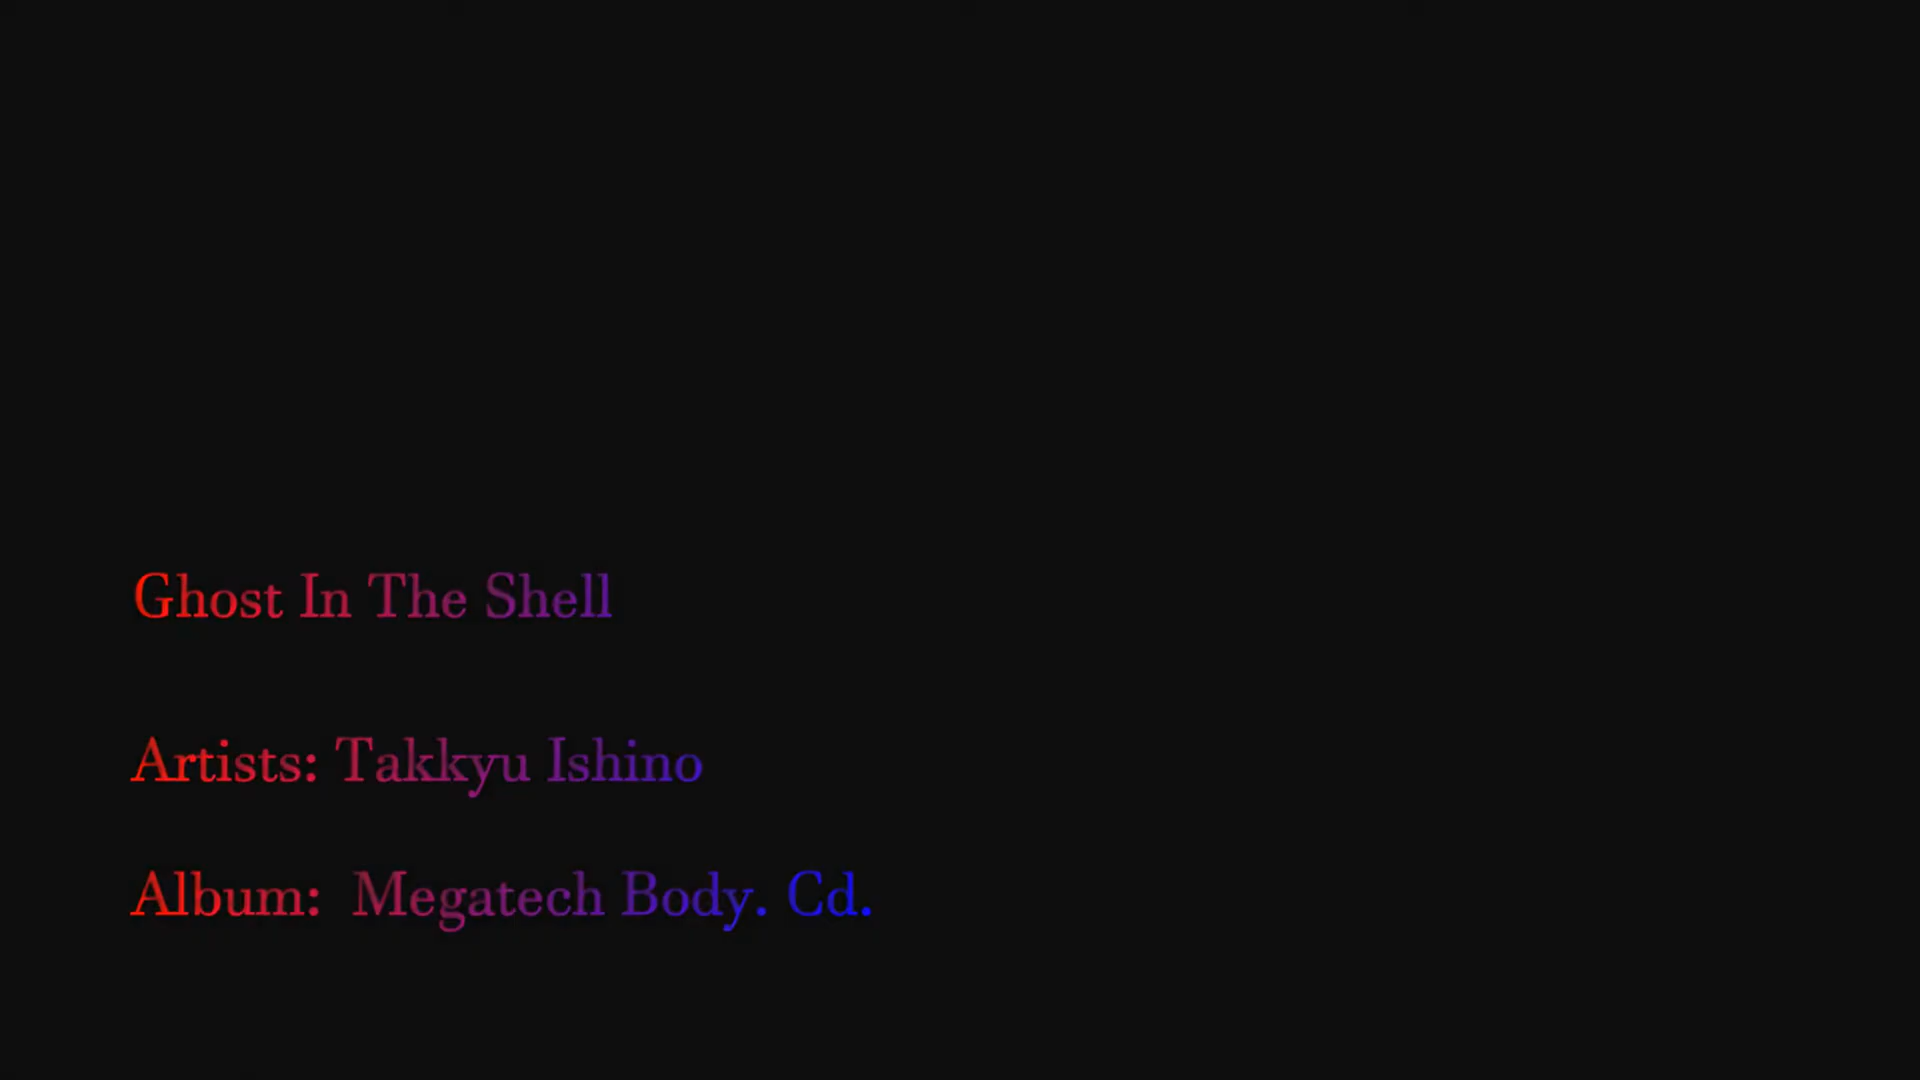 Ghost In The Shell
Artists: Takkyu Ishino
Album: Megatech Body. Cd.